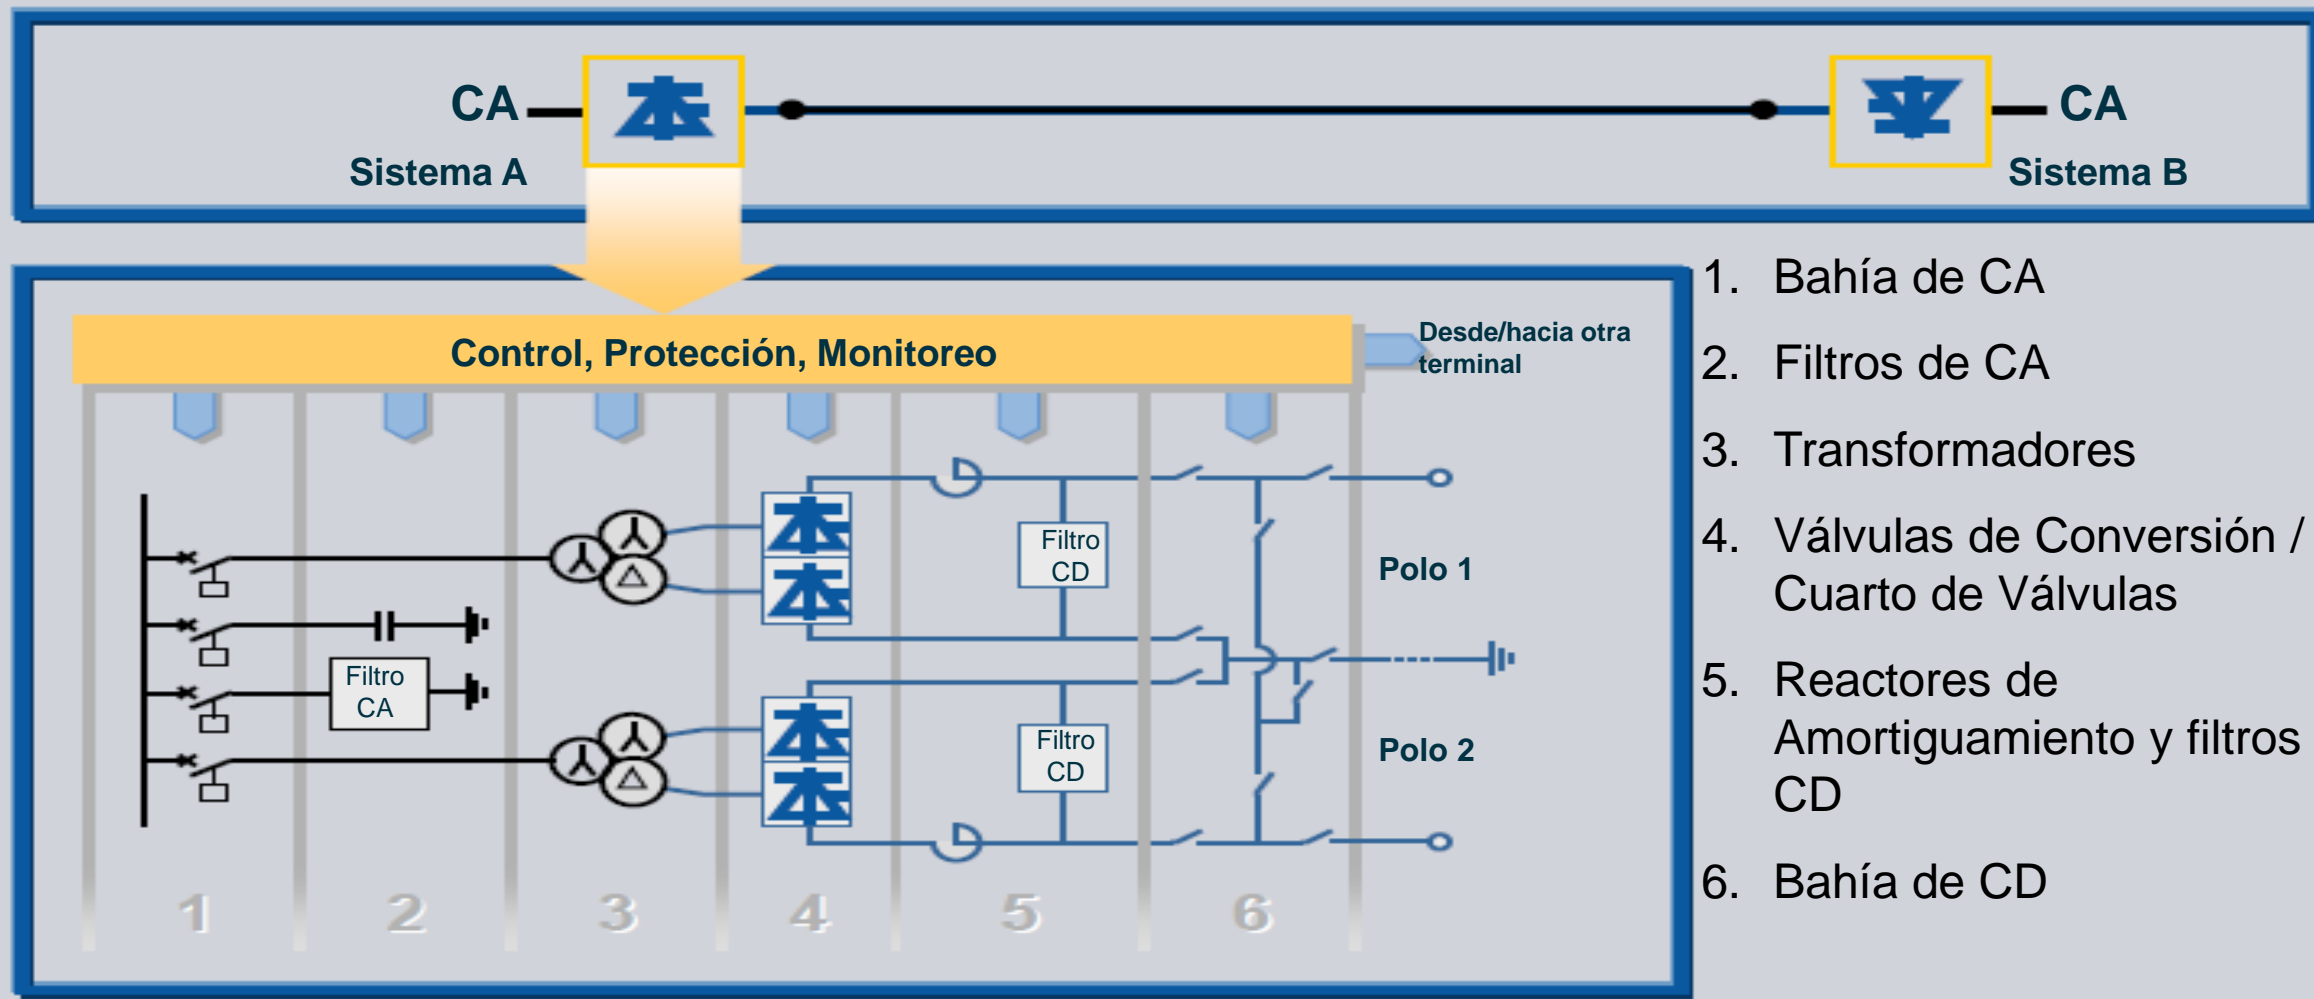 CA
CA
Sistema A
Sistema B
Control, Protección, Monitoreo
Desde/hacia otra
terminal
Filtro
CD
Polo 1
Filtro
CA
Filtro
CD
Polo 2
1
2
3
4
5
6
1. Bahía de CA
2. Filtros de CA
3. Transformadores
4. Válvulas de Conversión /
Cuarto de Válvulas
5. Reactores de
Amortiguamiento y filtros
CD
6. Bahía de CD